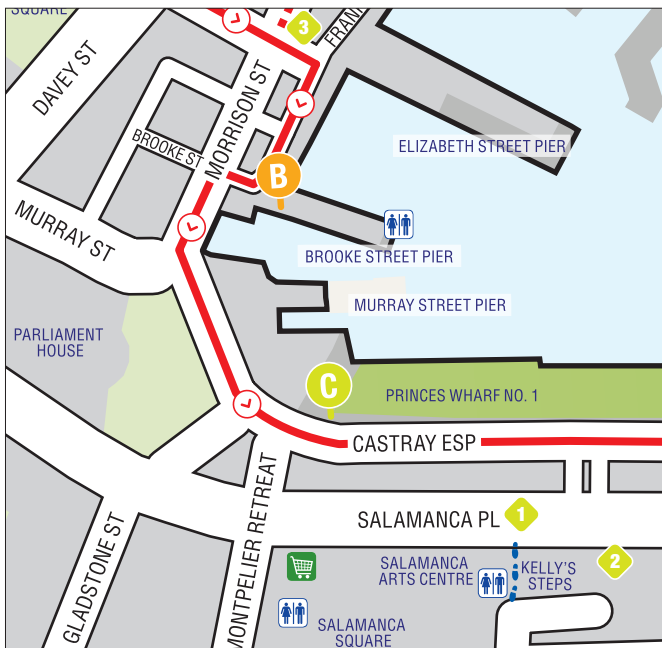 SQUARE
3
FRAN
DAVEY ST
MORRISON ST
BROOKE ST
ELIZABETH STREET PIER
B
MURRAY ST
BROOKE STREET PIER
MURRAY STREET PIER
PARLIAMENT
HOUSE
C
PRINCES WHARF NO. 1
CASTRAY ESP
SALAMANCA PL
1
GLADSTONE ST
MONTPELIER RETREAT
SALAMANCA
ARTS CENTRE
KELLY'S
STEPS
2
SALAMANCA
SQUARE